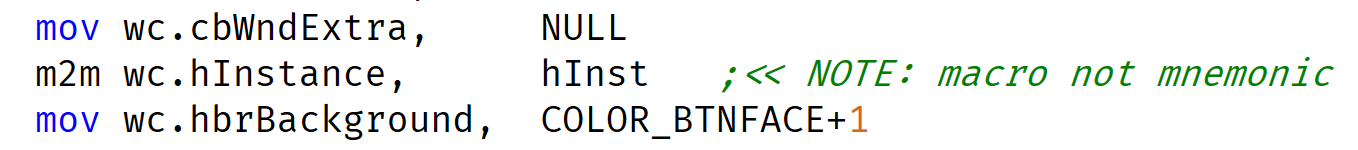 mov wc.cbWndExtra,      NULL
m2m wc.hInstance,       hInst    ;<< NOTE: macro not mnemonic
mov wc.hbrBackground,   COLOR_BTNFACE+1